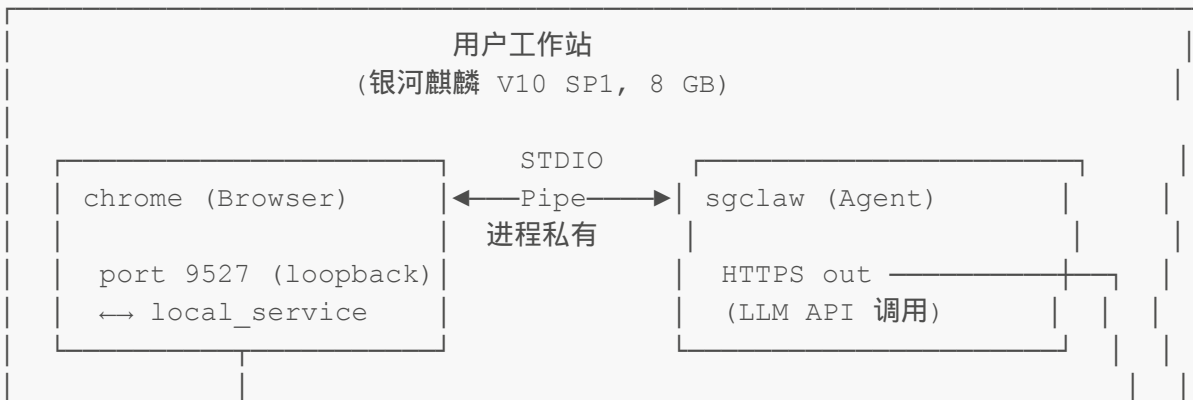 用户工作站
(银河麒麟 V10 SP1, 8 GB)
STDIO
chrome (Browser) ◄──Pipe──► sgclaw (Agent)
进程私有
port 9527 (loopback) HTTPS out
←→ local_service (LLM API 调用)